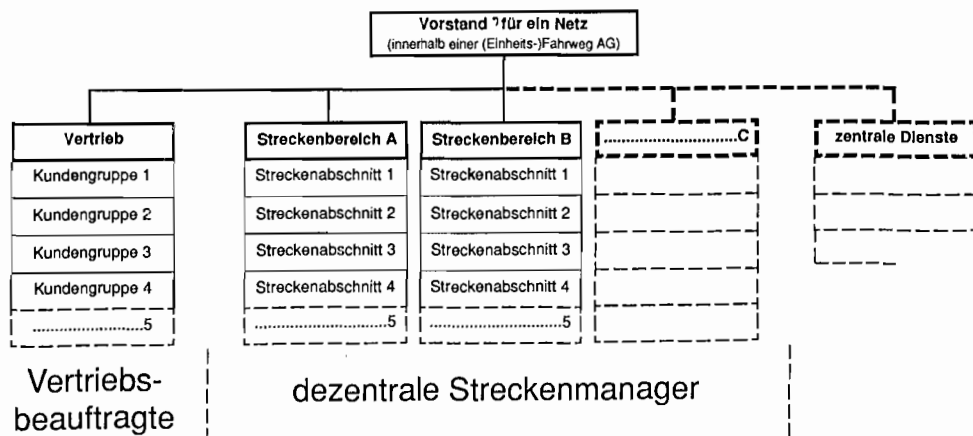 Vorstand für ein Netz
(innerhalb einer (Einheits-)Fahrweg AG)
Vertrieb
Kundengruppe 1
Kundengruppe 2
Kundengruppe 3
Kundengruppe 4
........................5
Streckenbereich A
Streckenabschnitt 1
Streckenabschnitt 2
Streckenabschnitt 3
Streckenabschnitt 4
............................5
Streckenbereich B
Streckenabschnitt 1
Streckenabschnitt 2
Streckenabschnitt 3
Streckenabschnitt 4
............................5
............................C
zentrale Dienste
Vertriebs-
beauftragte
dezentrale Streckenmanager